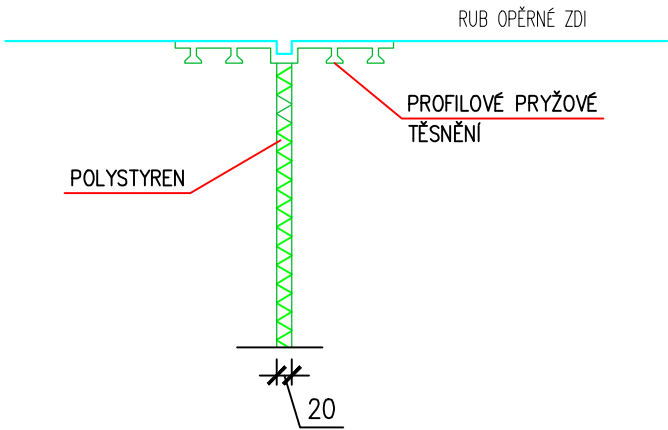 RUB OPĚRNÉ ZDI
PROFILOVÉ PRYŽOVÉ
TĚSNĚNÍ
POLYSTYREN
20